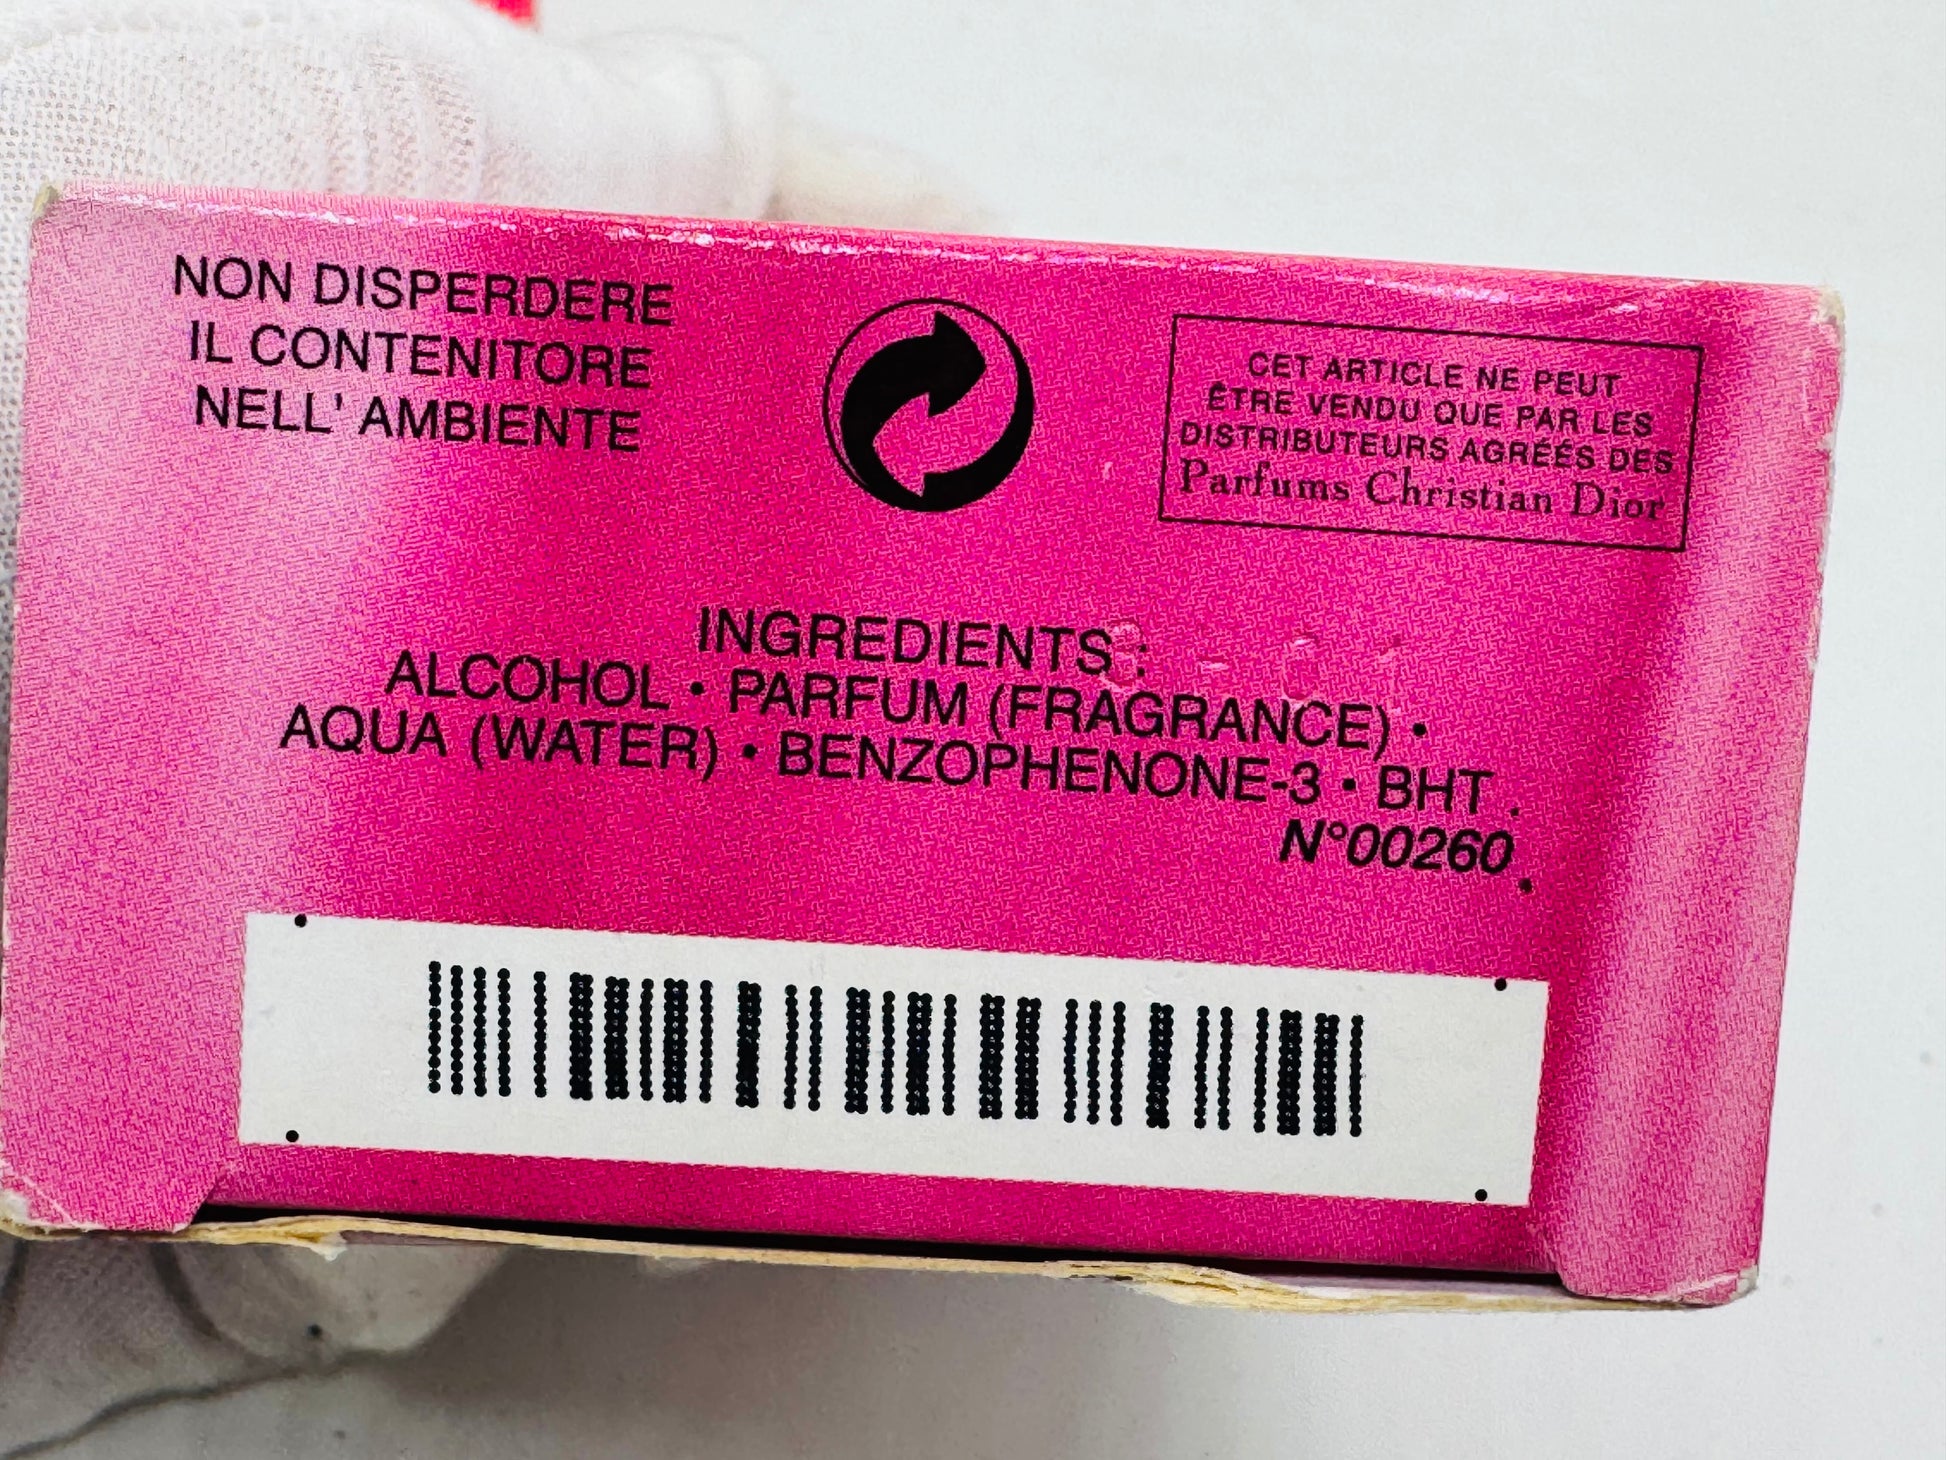 NON DISPERDERE
IL CONTENITORE
NELL' AMBIENTE
CET ARTICLE NE PEUT
ÊTRE VENDU QUE PAR LES
DISTRIBUTEURS AGRÉÉS DES
Parfums Christian Dior
INGREDIENTS :
ALCOHOL • PARFUM (FRAGRANCE) •
AQUA (WATER) • BENZOPHENONE-3 • BHT .
N°00260